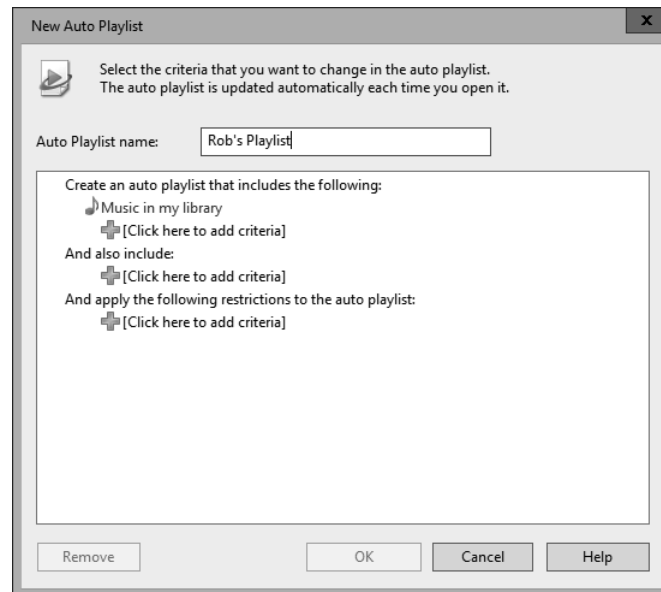 New Auto Playlist
x
Select the criteria that you want to change in the auto playlist.
The auto playlist is updated automatically each time you open it.
Auto Playlist name:
Rob's Playlist
Create an auto playlist that includes the following:
Music in my library
[Click here to add criteria]
And also include:
[Click here to add criteria]
And apply the following restrictions to the auto playlist:
[Click here to add criteria]
Remove
OK
Cancel
Help